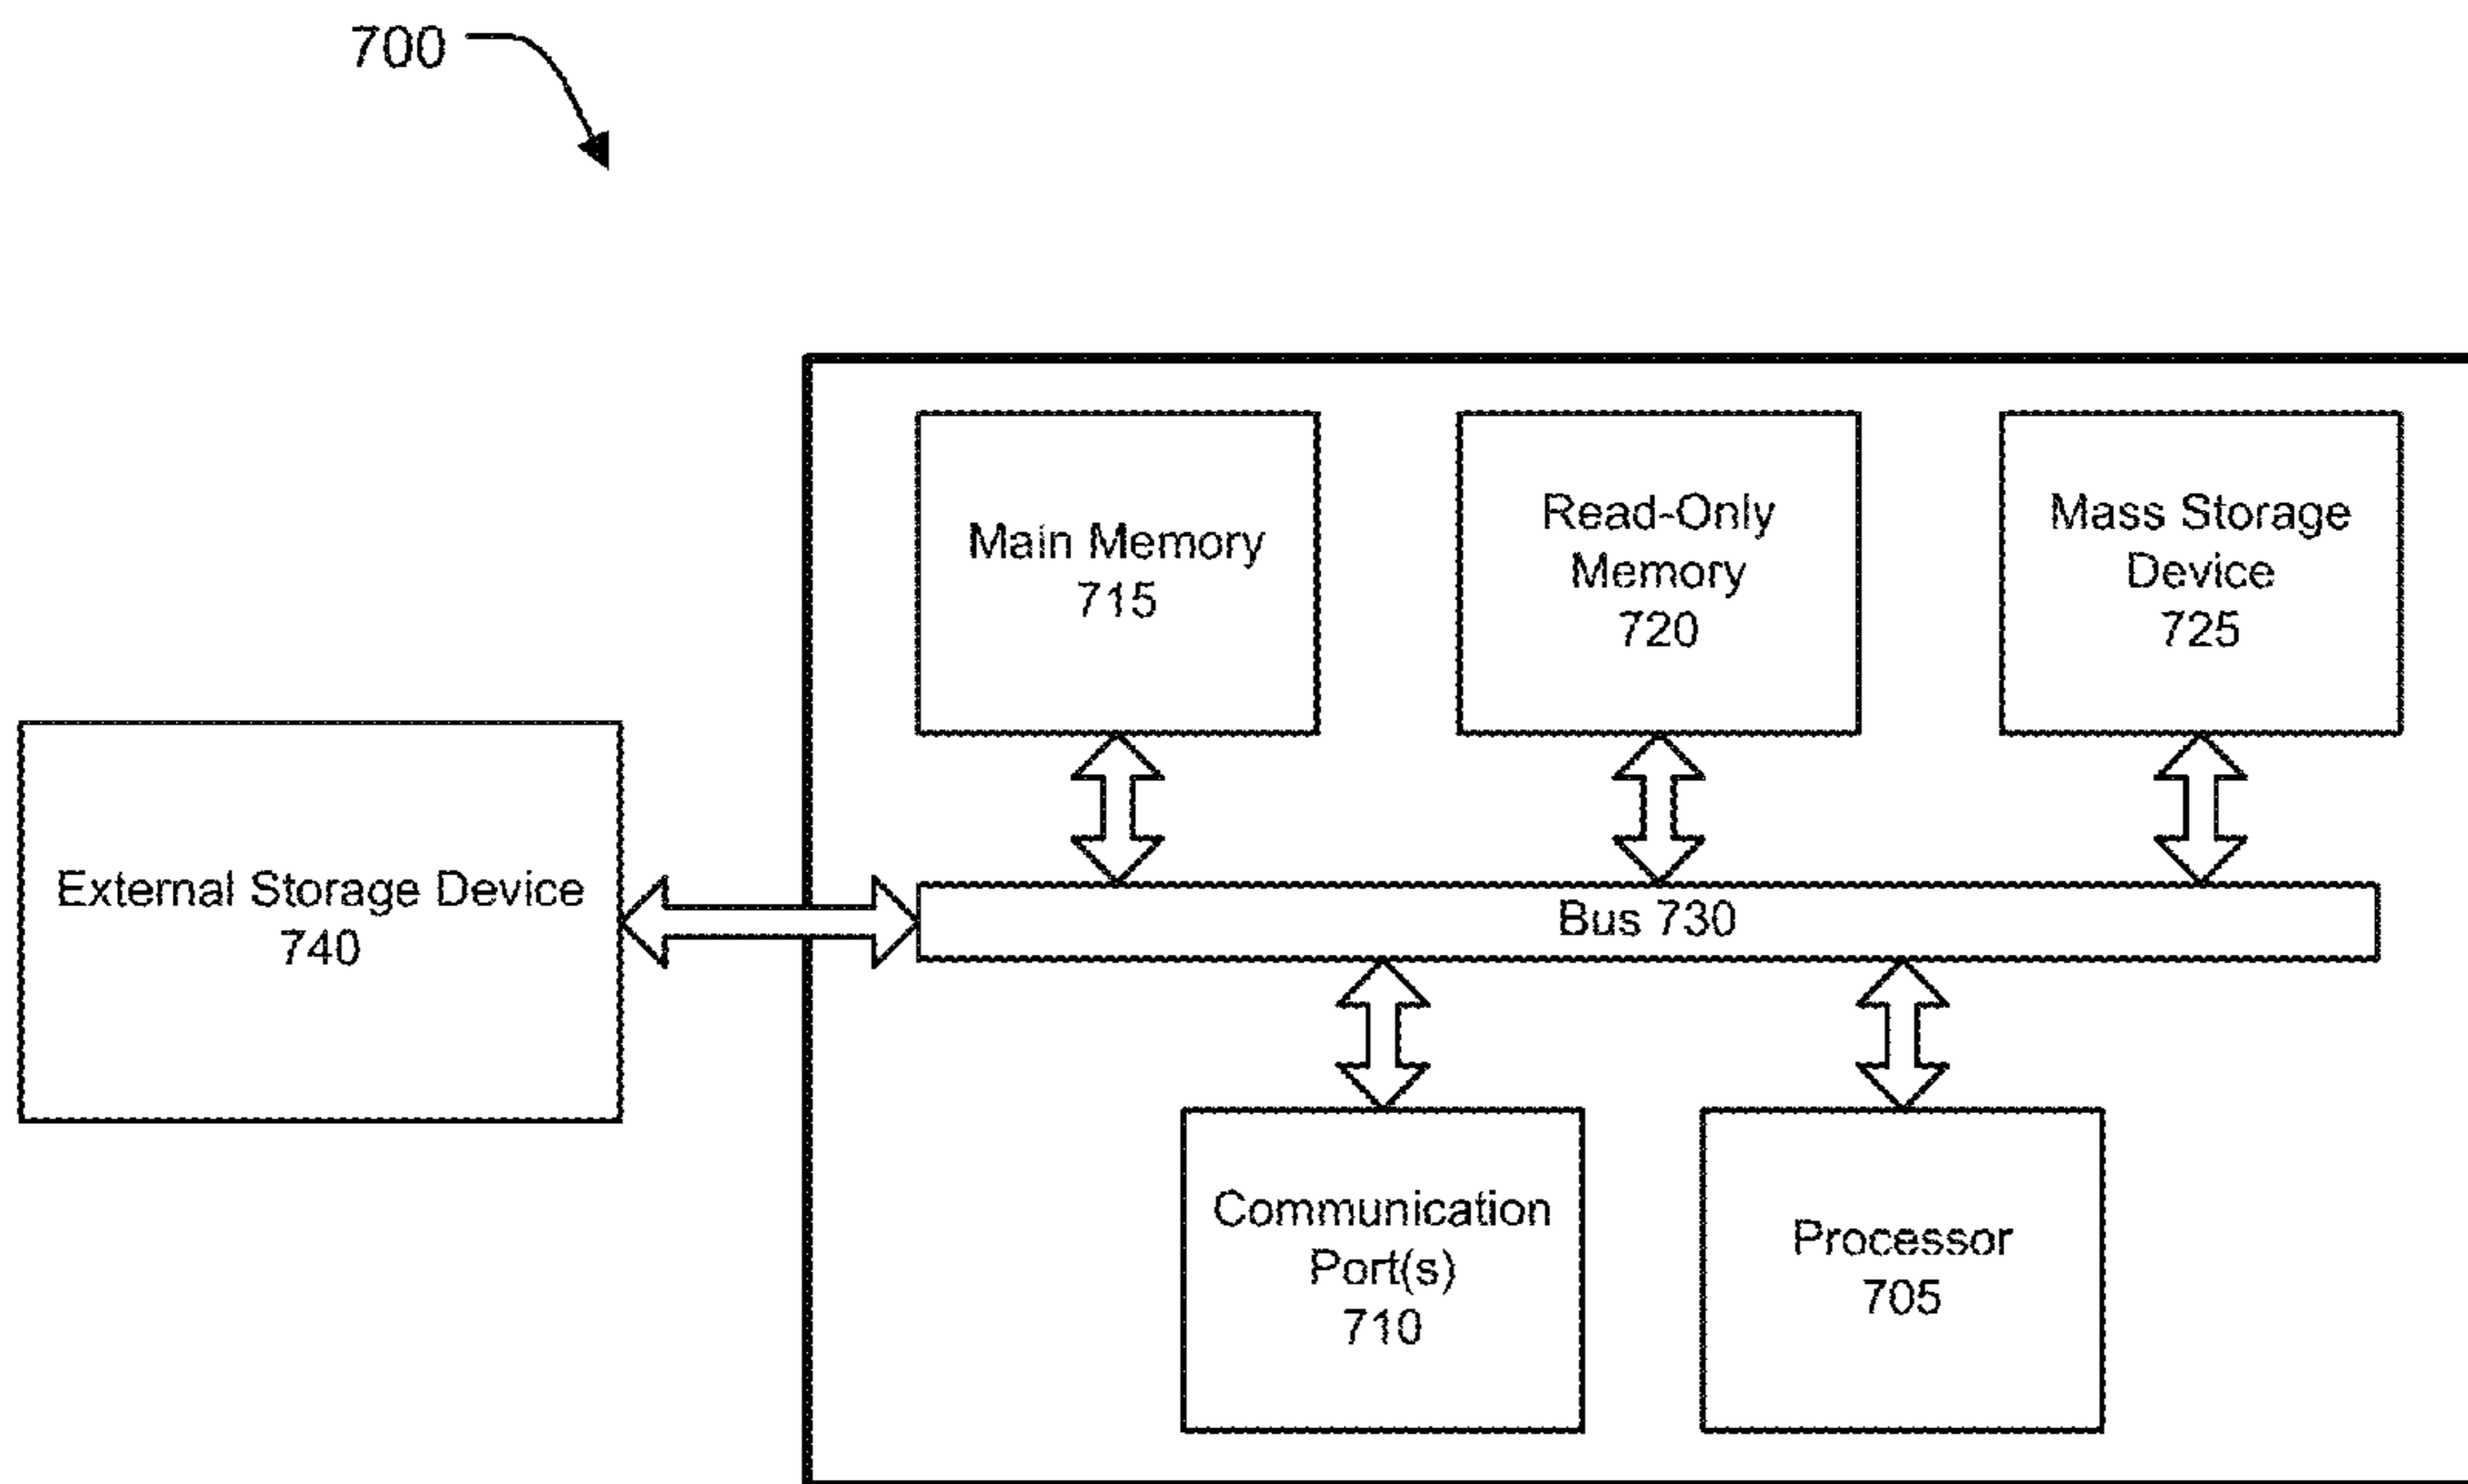 700
Main Memory
715
Read-Only
Memory
720
Mass Storage
Device
725
External Storage Device
740
Bus 730
Communication
Port(s)
710
Processor
705